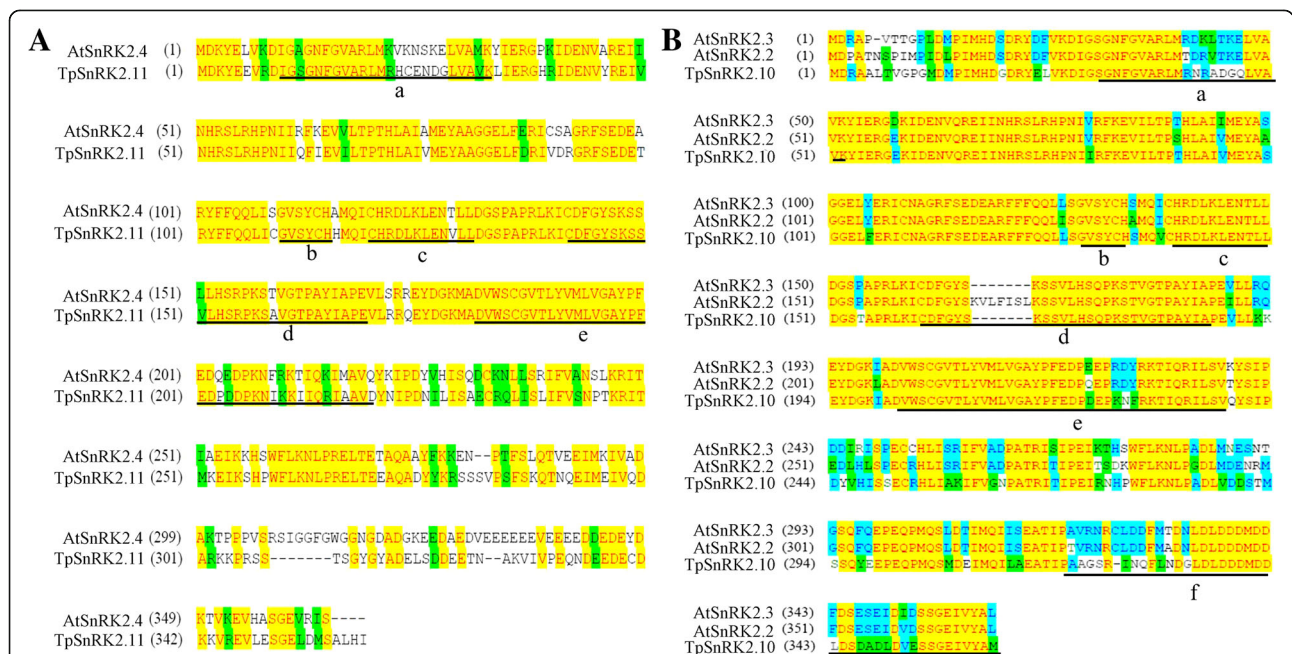 A
AtSnRK2.4 (1) MDKYELVKDIGAGNFGVARLMKVKNSKELVAMKYIERGPKIDENVAREII
TpSnRK2.11 (1) MDKYEEVRDIGSGNFGVARLMRHCENDGLVAVKLIERGHRIDENVYREIV
a
AtSnRK2.4 (51) NHRSLRHPNIIRFKEVVLTPTHLAIAMEYAAGGELFERICSAGRFSEDEA
TpSnRK2.11 (51) NHRSLRHPNIIQFIEVILTPTHLAIVMEYAAGGELFDRIVDRGRFSEDET
AtSnRK2.4 (101) RYFFQQLISGVSYCHAMQICHRDLKLENTLLDGSPAPRLKICDFGYSKSS
TpSnRK2.11 (101) RYFFQQLICGVSYCHHMQICHRDLKLENVLLDGSPAPRLKICDFGYSKSS
b c
AtSnRK2.4 (151) LLHSRPKSTVGTPAYIAPEVLSRREYDGKMADVWSCGVTLYVMLVGAYPF
TpSnRK2.11 (151) VLHSRPKSAVGTPAYIAPEVLRRQEYDGKMADVWSCGVTLYVMLVGAYPF
d e
AtSnRK2.4 (201) EDQEDPKNFRKTIQKIMAVQYKIPDYVHISQDCKNLLSRIFVANSLKRIT
TpSnRK2.11 (201) EDPDDPKNIKKIIQRIAAVDYNIPDNILISAECRQLISLIFVSNPTKRIT
AtSnRK2.4 (251) IAEIKKHSWFLKNLPRELTETAQAAYFKKEN--PTFSLQTVEEIMKIVAD
TpSnRK2.11 (251) MKEIKSHPWFLKNLPRELTEEAQADYYKRSSSVPSFSKQTNQEIMEIVQD
AtSnRK2.4 (299) AKTPPPVSRSIGGFGWGGNGDADGKEEDAEDVEEEEEEVEEEEDDEDEYD
TpSnRK2.11 (301) ARKKPRSS-------TSGYGYADELSDDEETN--AKVIVPEQNDEEDECD
AtSnRK2.4 (349) KTVKEVHASGEVRIS----
TpSnRK2.11 (342) KKVREVLESGELDMSALHI
B
AtSnRK2.3 (1) MDRAP-VTTGPLDMPIMHDSDRYDFVKDIGSGNFGVARLMRDKLTKELVA
AtSnRK2.2 (1) MDPATNSPIMPIDLPIMHDSDRYDFVKDIGSGNFGVARLMTDRVTKELVA
TpSnRK2.10 (1) MDRAALTVGPGMDMPIMHDGDRYELVKDIGSGNFGVARLMRNRADGQLVA
a
AtSnRK2.3 (50) VKYIERGDKIDENVQREIINHRSLRHPNIVRFKEVILTPTHLAIIMEYAS
AtSnRK2.2 (51) VKYIERGEKIDENVQREIINHRSLRHPNIVRFKEVILTPSHLAIVMEYAA
TpSnRK2.10 (51) VKYIERGEKIDENVQREIINHRSLRHPNIIRFKEVILTPTHLAIVMEYAS
AtSnRK2.3 (100) GGELYERICNAGRFSEDEARFFFQQLLSGVSYCHSMQICHRDLKLENTLL
AtSnRK2.2 (101) GGELYERICNAGRFSEDEARFFFQQLISGVSYCHAMQICHRDLKLENTLL
TpSnRK2.10 (101) GGELFERICNAGRFSEDEARFFFQQLLSGVSYCHSMQVCHRDLKLENTLL
b c
AtSnRK2.3 (150) DGSPAPRLKICDFGYS-------KSSVLHSQPKSTVGTPAYIAPEVLLRQ
AtSnRK2.2 (151) DGSPAPRLKICDFGYSKVLFISLKSSVLHSQPKSTVGTPAYIAPEILLRQ
TpSnRK2.10 (151) DGSTAPRLKICDFGYS-------KSSVLHSQPKSTVGTPAYIAPEVLLKK
d
AtSnRK2.3 (193) EYDGKIADVWSCGVTLYVMLVGAYPFEDPEEPRDYRKTIQRILSVKYSIP
AtSnRK2.2 (201) EYDGKLADVWSCGVTLYVMLVGAYPFEDPQEPRDYRKTIQRILSVTYSIP
TpSnRK2.10 (194) EYDGKIADVWSCGVTLYVMLVGAYPFEDPDEPKNFRKTIQRILSVQYSIP
e
AtSnRK2.3 (243) DDIRISPECCHLISRIFVADPATRISIPEIKTHSWFLKNLPADLMNESNT
AtSnRK2.2 (251) EDLHLSPECRHLISRIFVADPATRITIPEITSDKWFLKNLPGDLMDENRM
TpSnRK2.10 (244) DYVHISSECRHLIAKIFVGNPATRITIPEIRNHPWFLKNLPADLVDDSTM
AtSnRK2.3 (293) GSQFQEPEQPMQSLDTIMQIISEATIPAVRNRCLDDFMTDNLDLDDDMDD
AtSnRK2.2 (301) GSQFQEPEQPMQSLDTIMQIISEATIPTVRNRCLDDFMADNLDLDDDMDD
TpSnRK2.10 (294) SSQYEEPEQPMQSMDEIMQILAEATIPAAGSR-INQFLNDGLDLDDDMDD
f
AtSnRK2.3 (343) FDSESEIDIDSSGEIVYAL
AtSnRK2.2 (351) FDSESEIDVDSSGEIVYAL
TpSnRK2.10 (343) LDSDADLDVESSGEIVYAM